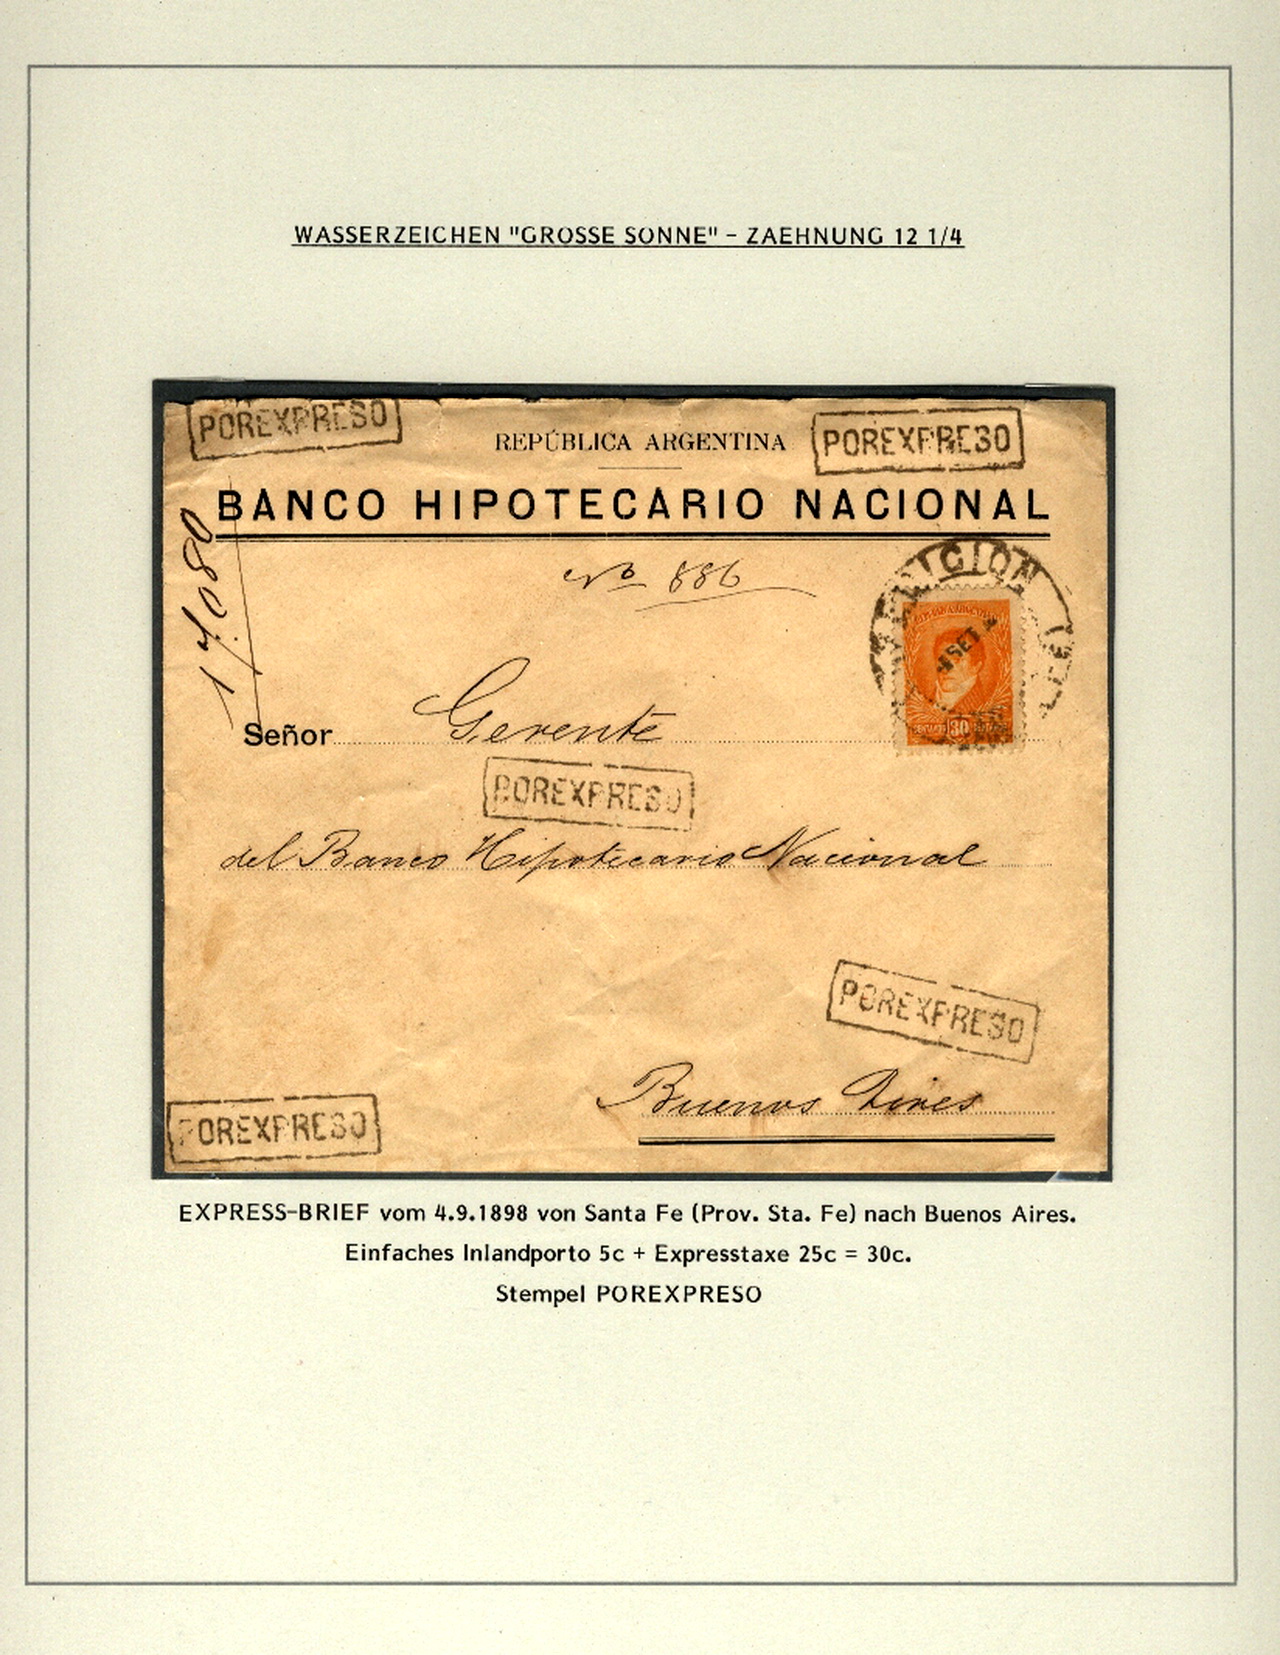 WASSERZEICHEN "GROSSE SONNE" - ZAEHNUNG 12 1/4
POREXPRESO
REPÚBLICA ARGENTINA
POREXPRESO
BANCO HIPOTECARIO NACIONAL
No 886
SET
30
Señor Gerente
POREXPRESO
del Banco Hipotecario Nacional
POREXPRESO
Buenos Aires
POREXPRESO
EXPRESS-BRIEF vom 4.9.1898 von Santa Fe (Prov. Sta. Fe) nach Buenos Aires.
Einfaches Inlandporto 5c + Expresstaxe 25c = 30c.
Stempel POREXPRESO